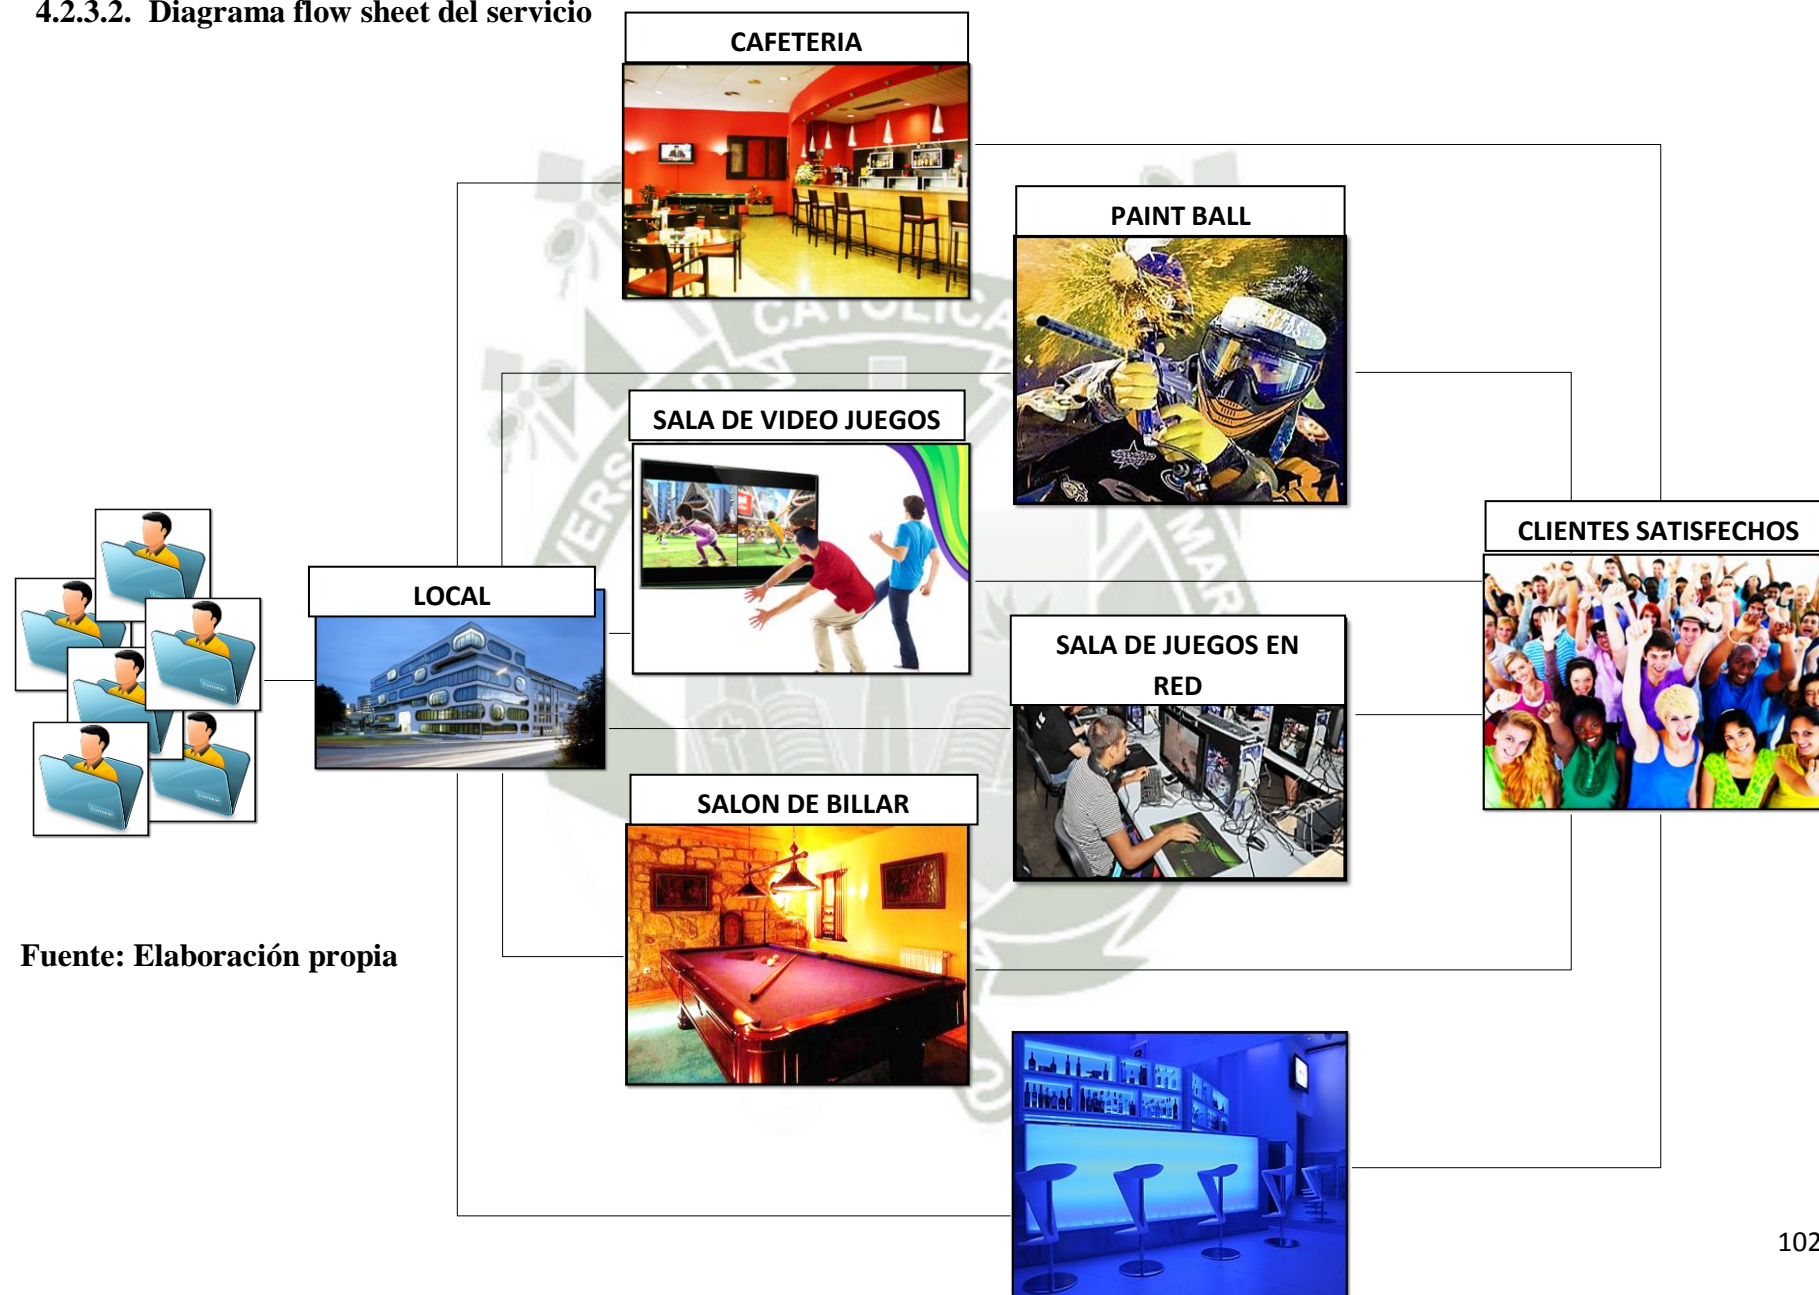 4.2.3.2. Diagrama flow sheet del servicio
CAFETERIA
PAINT BALL
CATOLICA
SALA DE VIDEO JUEGOS
CLIENTES SATISFECHOS
LOCAL
SALA DE JUEGOS EN
RED
SALON DE BILLAR
Fuente: Elaboración propia
102